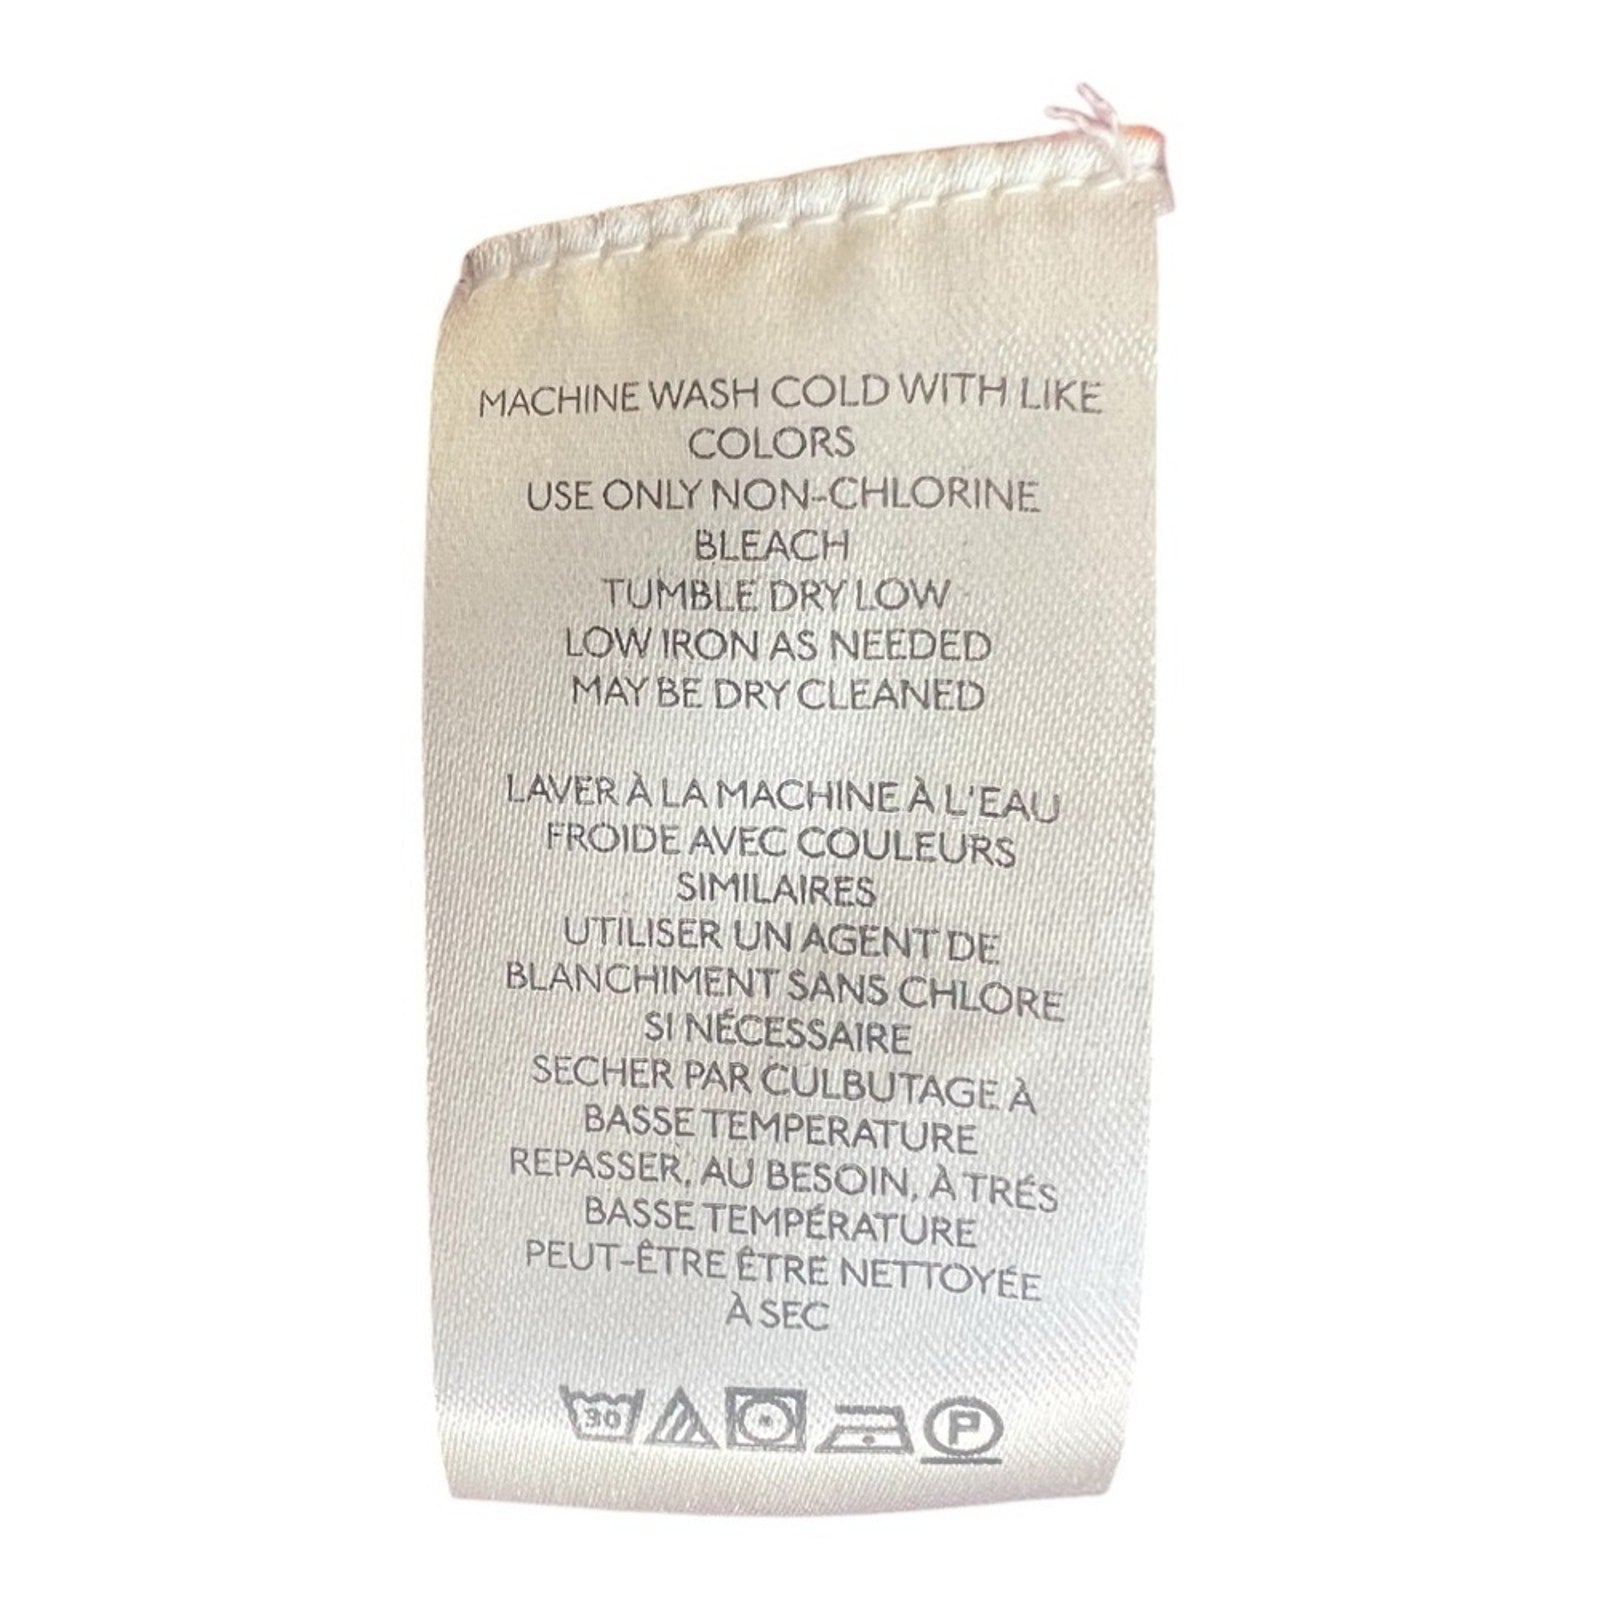 MACHINE WASH COLD WITH LIKE
COLORS
USE ONLY NON-CHLORINE
BLEACH
TUMBLE DRY LOW
LOW IRON AS NEEDED
MAY BE DRY CLEANED
LAVER À LA MACHINE À L'EAU
FROIDE AVEC COULEURS
SIMILAIRES
UTILISER UN AGENT DE
BLANCHIMENT SANS CHLORE
SI NÉCESSAIRE
SECHER PAR CULBUTAGE À
BASSE TEMPERATURE
REPASSER, AU BESOIN, À TRÉS
BASSE TEMPÉRATURE
PEUT-ÊTRE ÊTRE NETTOYÉE
À SEC
30 P